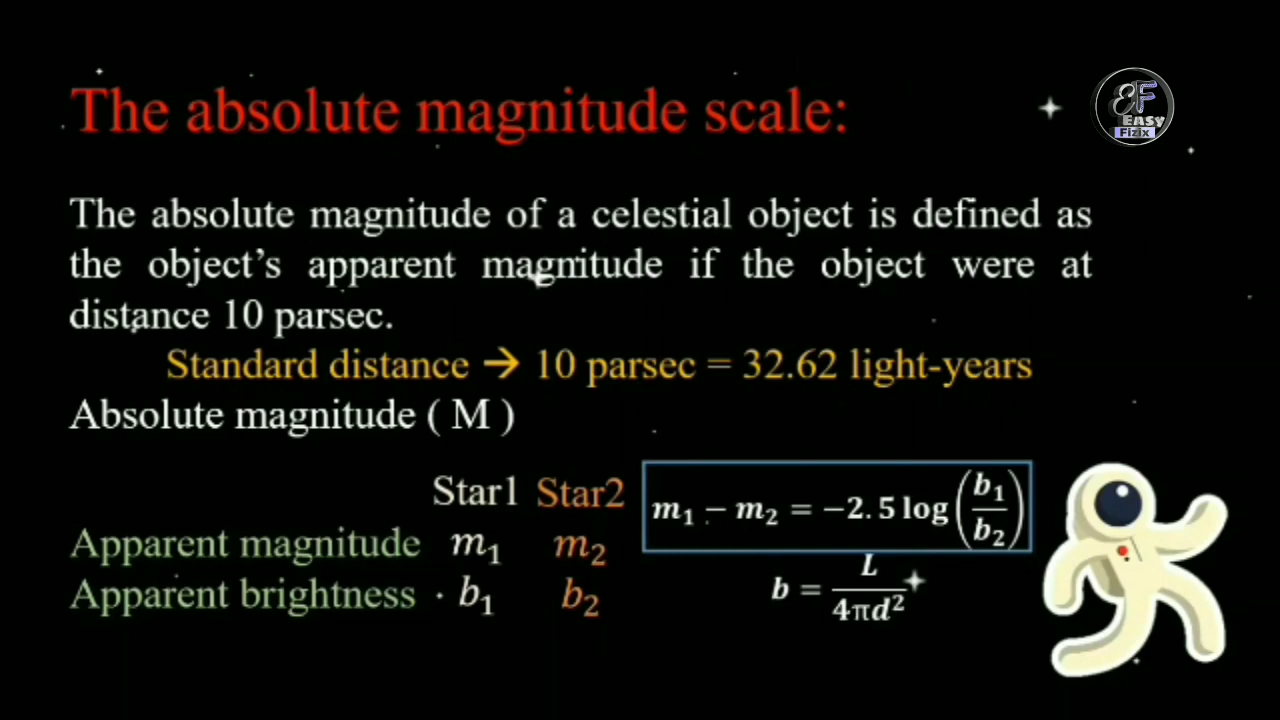 The absolute magnitude scale:
EF
EASY
Fizix
The absolute magnitude of a celestial object is defined as
the object’s apparent magnitude if the object were at
distance 10 parsec.
Standard distance → 10 parsec = 32.62 light-years
Absolute magnitude ( M )
Star1 Star2
m₁ − m₂ = −2.5 log(b₁/b₂)
Apparent magnitude m₁ m₂
b = L/4πd²
Apparent brightness b₁ b₂